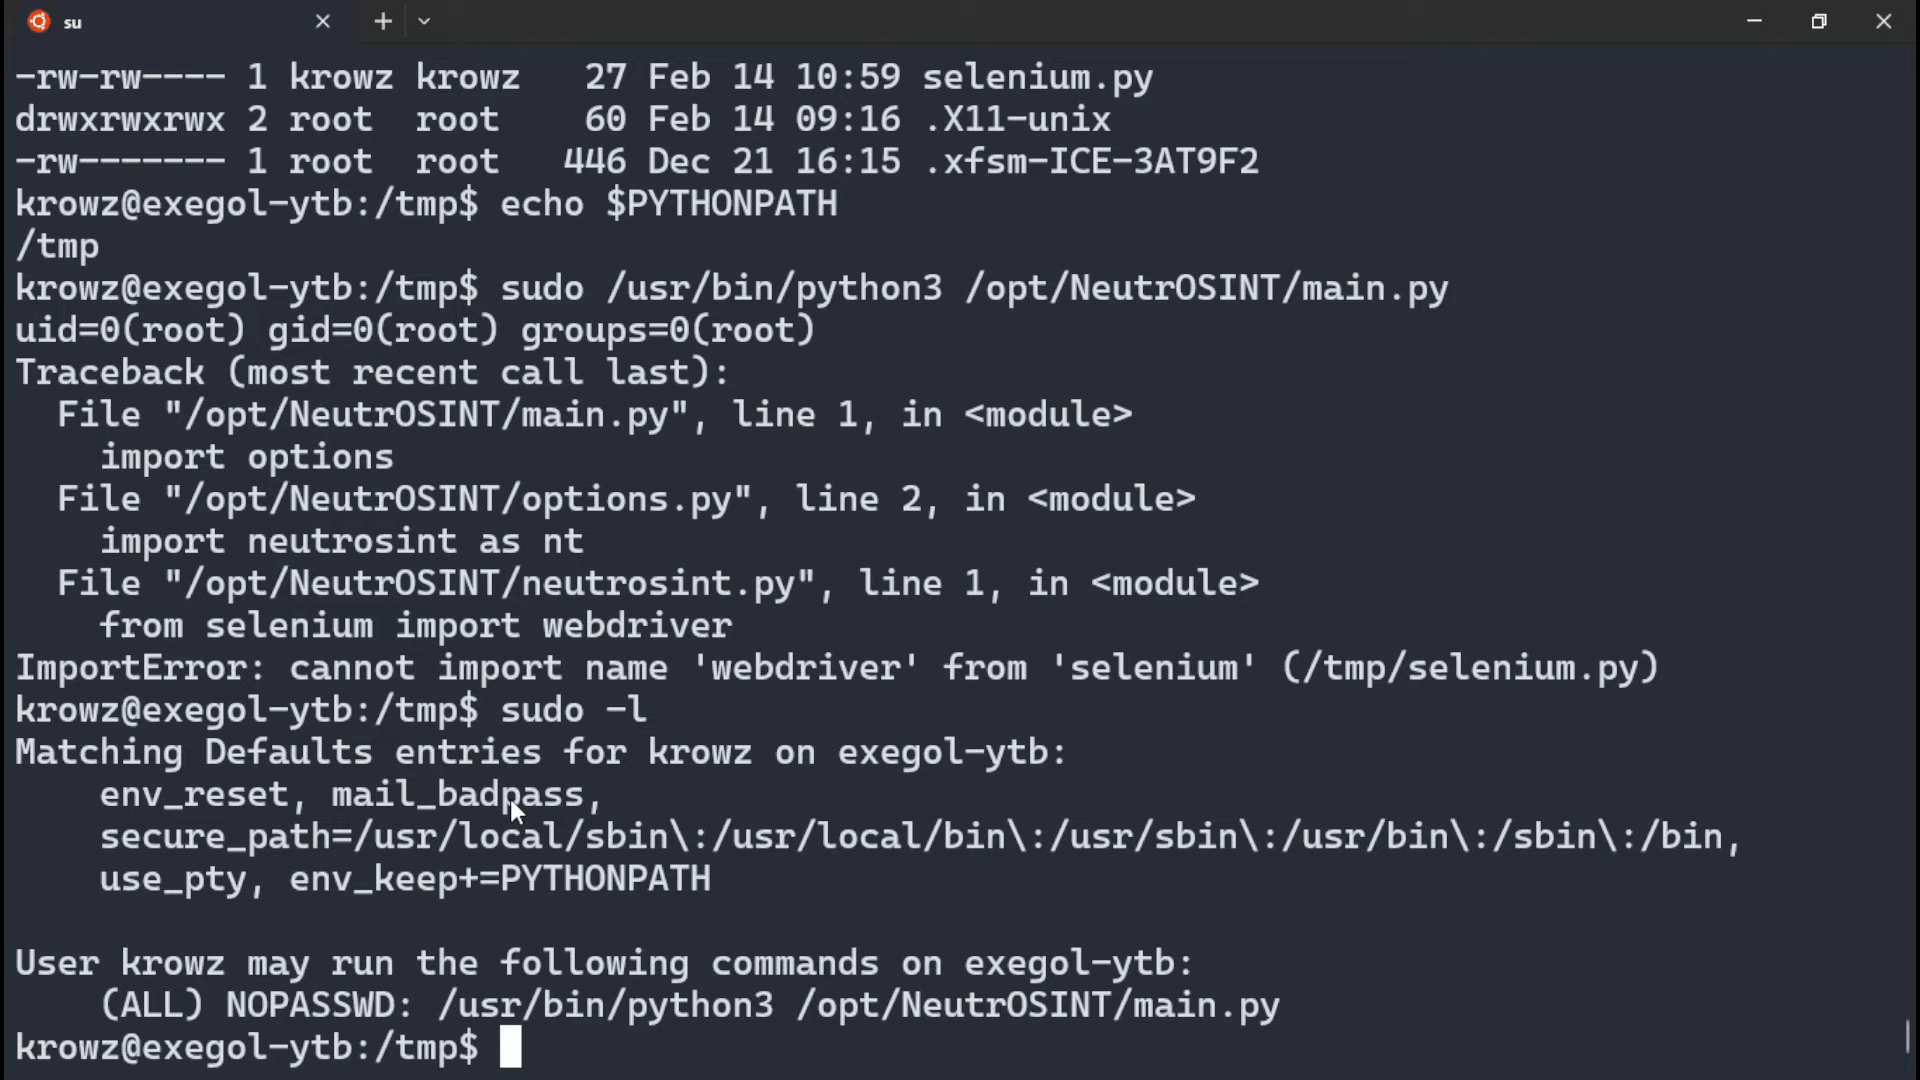 su
-rw-rw---- 1 krowz krowz   27 Feb 14 10:59 selenium.py
drwxrwxrwx 2 root  root    60 Feb 14 09:16 .X11-unix
-rw------- 1 root  root   446 Dec 21 16:15 .xfsm-ICE-3AT9F2
krowz@exegol-ytb:/tmp$ echo $PYTHONPATH
/tmp
krowz@exegol-ytb:/tmp$ sudo /usr/bin/python3 /opt/NeutrOSINT/main.py
uid=0(root) gid=0(root) groups=0(root)
Traceback (most recent call last):
  File "/opt/NeutrOSINT/main.py", line 1, in <module>
    import options
  File "/opt/NeutrOSINT/options.py", line 2, in <module>
    import neutrosint as nt
  File "/opt/NeutrOSINT/neutrosint.py", line 1, in <module>
    from selenium import webdriver
ImportError: cannot import name 'webdriver' from 'selenium' (/tmp/selenium.py)
krowz@exegol-ytb:/tmp$ sudo -l
Matching Defaults entries for krowz on exegol-ytb:
    env_reset, mail_badpass,
    secure_path=/usr/local/sbin\:/usr/local/bin\:/usr/sbin\:/usr/bin\:/sbin\:/bin,
    use_pty, env_keep+=PYTHONPATH

User krowz may run the following commands on exegol-ytb:
    (ALL) NOPASSWD: /usr/bin/python3 /opt/NeutrOSINT/main.py
krowz@exegol-ytb:/tmp$